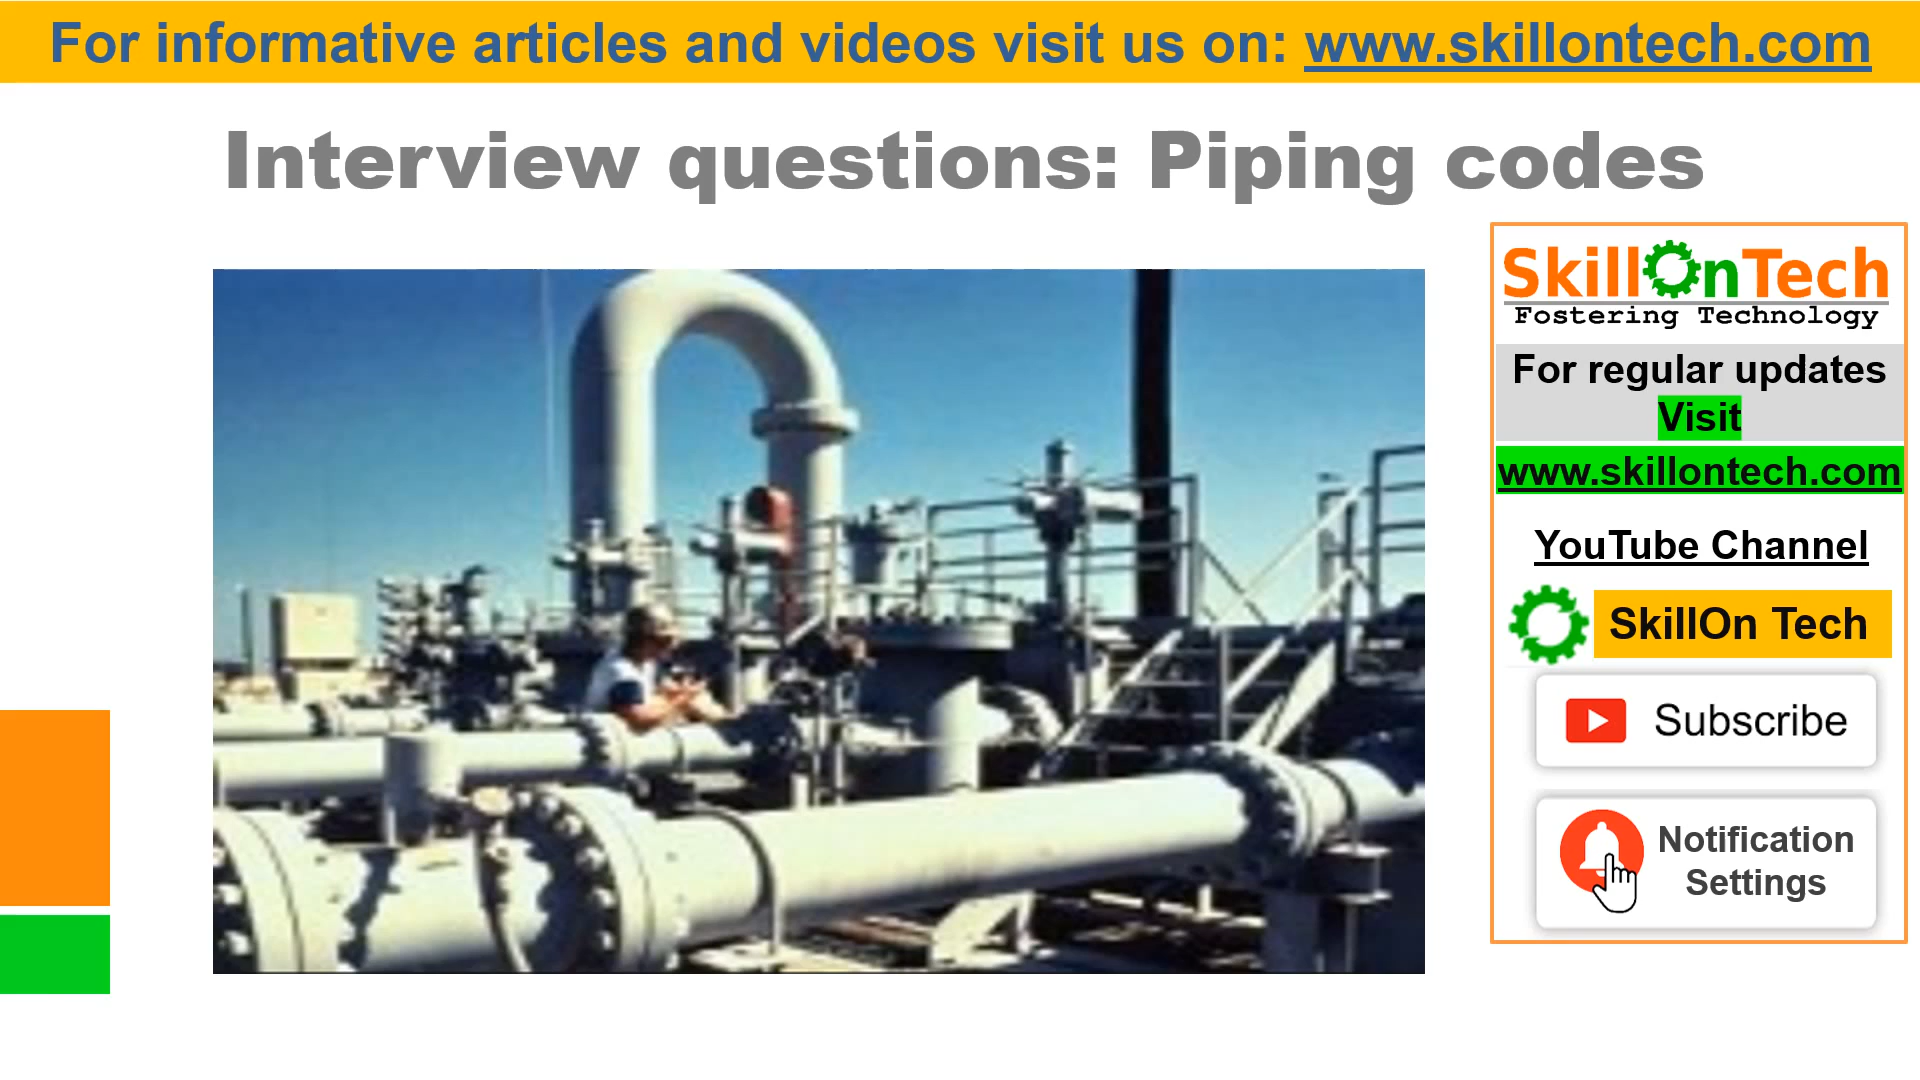 For informative articles and videos visit us on: www.skillontech.com
Interview questions: Piping codes
SkillOnTech
Fostering Technology
For regular updates
Visit
www.skillontech.com
YouTube Channel
SkillOn Tech
Subscribe
Notification
Settings